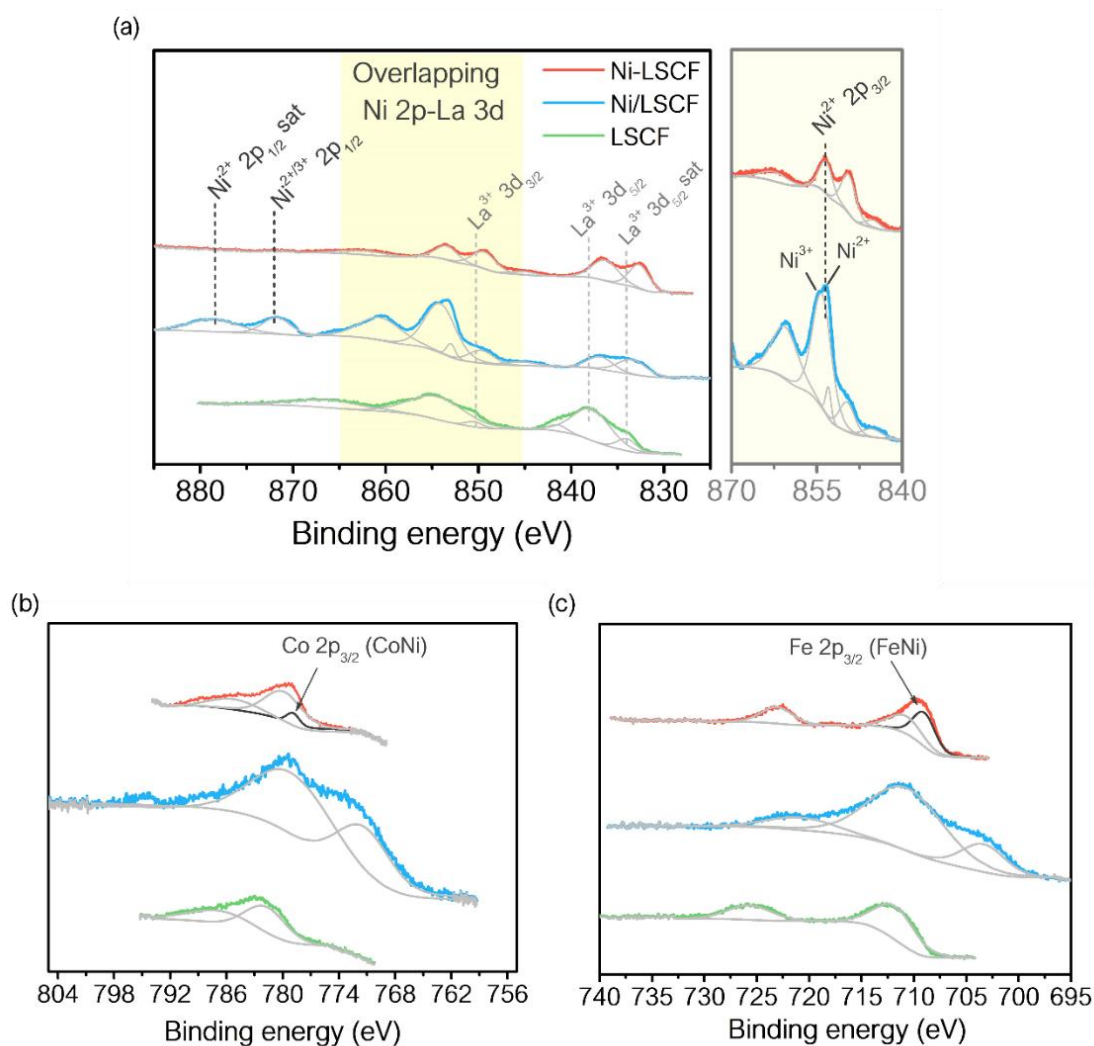 (a)
Overlapping
Ni 2p-La 3d
Ni-LSCF
Ni/LSCF
LSCF
Ni²⁺ 2p₁/₂ sat
Ni²⁺/³⁺ 2p₁/₂
La³⁺ 3d₃/₂
La³⁺ 3d₅/₂
La³⁺ 3d₅/₂ sat
Ni²⁺ 2p₃/₂
Ni³⁺
Ni²⁺
880 870 860 850 840 830
870 855 840
Binding energy (eV)
(b)
Co 2p₃/₂ (CoNi)
804 798 792 786 780 774 768 762 756
Binding energy (eV)
(c)
Fe 2p₃/₂ (FeNi)
740 735 730 725 720 715 710 705 700 695
Binding energy (eV)